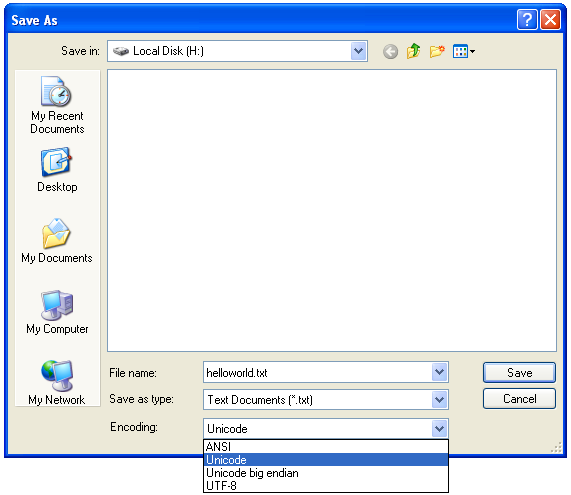 Save As
Save in: Local Disk (H:)
My Recent
Documents
Desktop
My Documents
My Computer
My Network
File name: helloworld.txt Save
Save as type: Text Documents (*.txt) Cancel
Encoding: Unicode
ANSI
Unicode
Unicode big endian
UTF-8